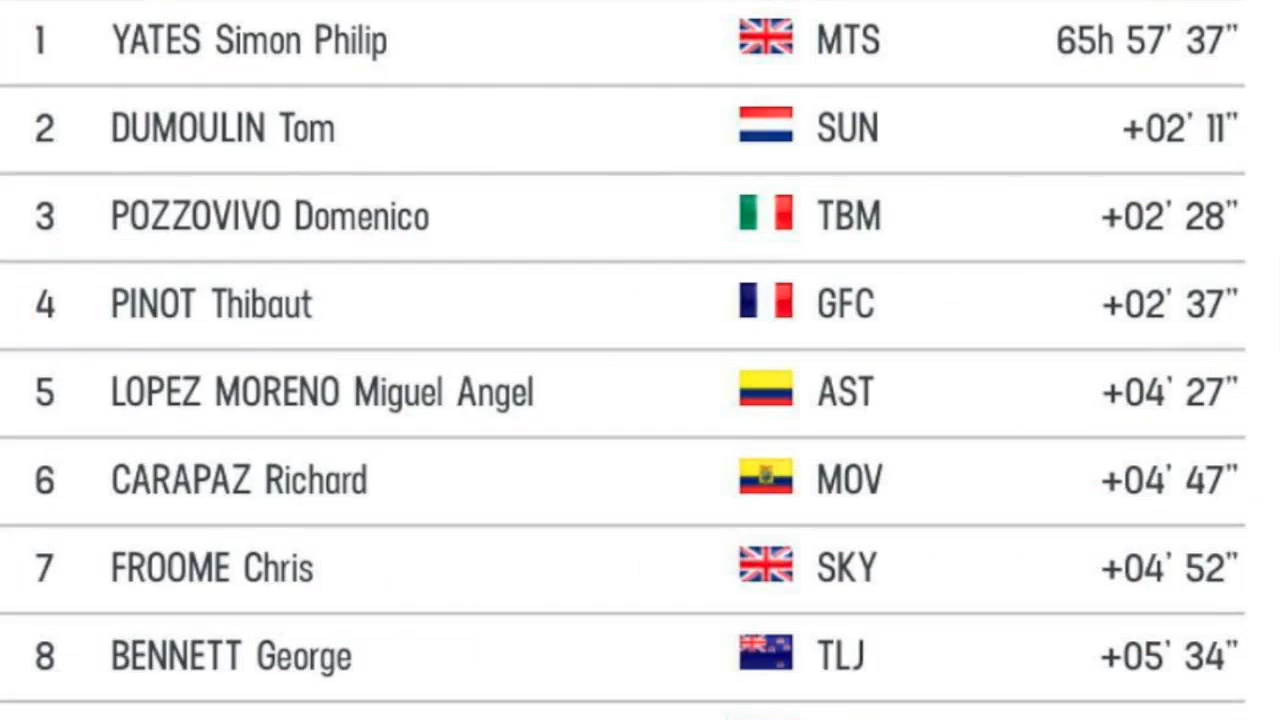 1 YATES Simon Philip MTS 65h 57' 37"
2 DUMOULIN Tom SUN +02' 11"
3 POZZOVIVO Domenico TBM +02' 28"
4 PINOT Thibaut GFC +02' 37"
5 LOPEZ MORENO Miguel Angel AST +04' 27"
6 CARAPAZ Richard MOV +04' 47"
7 FROOME Chris SKY +04' 52"
8 BENNETT George TLJ +05' 34"